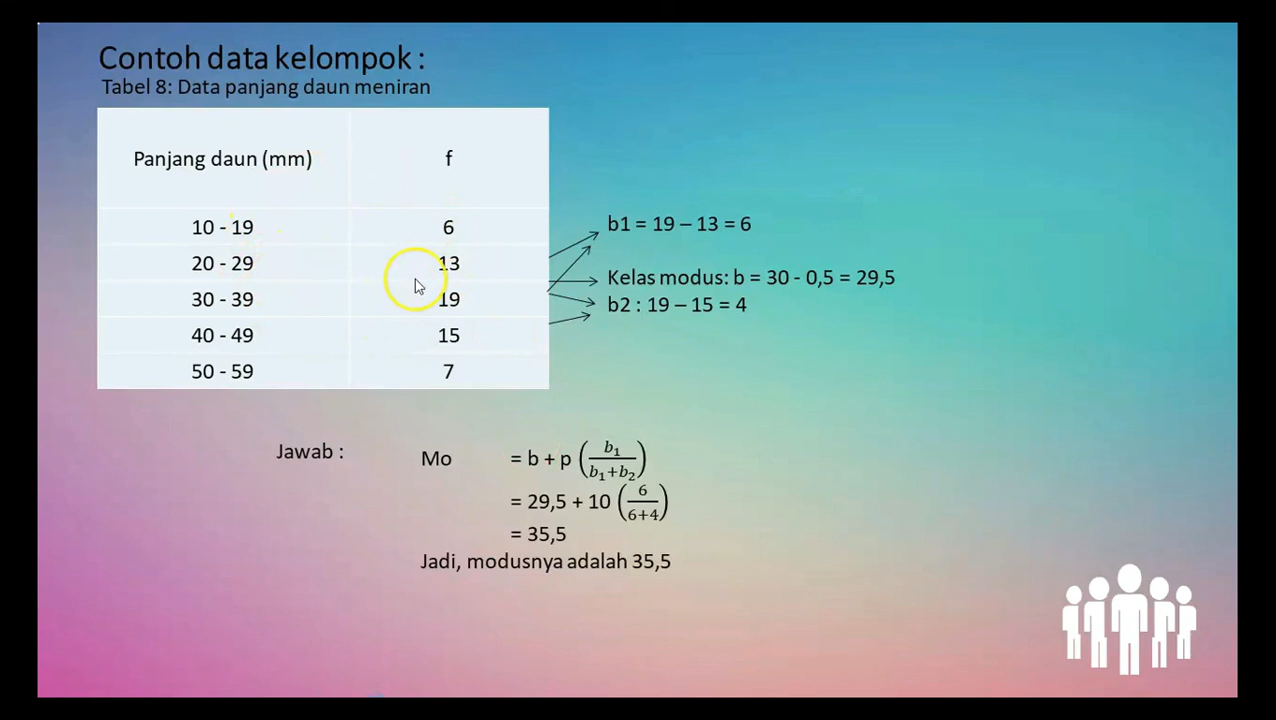 Contoh data kelompok :
Tabel 8: Data panjang daun meniran
Panjang daun (mm) f
10 - 19 6
20 - 29 13
30 - 39 19
40 - 49 15
50 - 59 7
b1 = 19 – 13 = 6
Kelas modus: b = 30 - 0,5 = 29,5
b2 : 19 – 15 = 4
Jawab : Mo = b + p (b₁/(b₁+b₂))
= 29,5 + 10 (6/(6+4))
= 35,5
Jadi, modusnya adalah 35,5